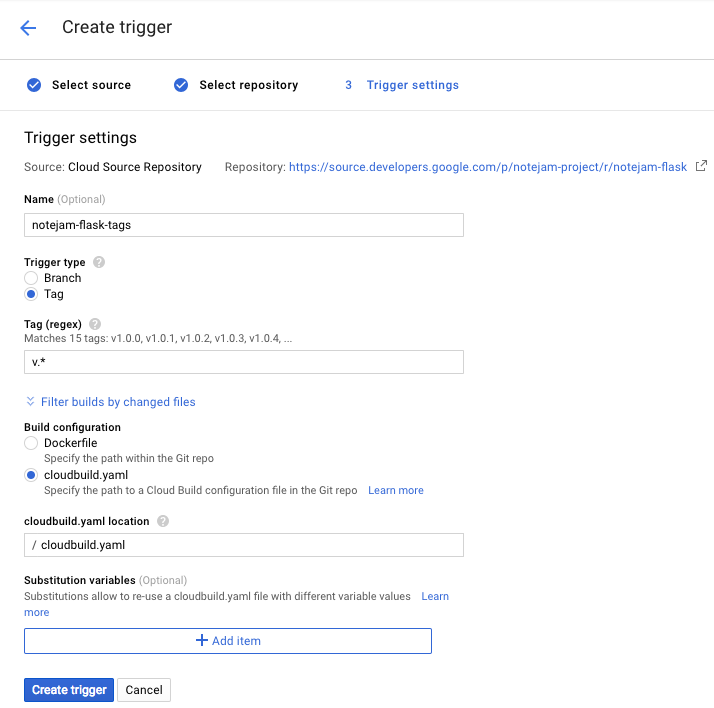 Create trigger
Select source Select repository 3 Trigger settings
Trigger settings
Source: Cloud Source Repository Repository: https://source.developers.google.com/p/notejam-project/r/notejam-flask
Name (Optional)
notejam-flask-tags
Trigger type ?
Branch
Tag
Tag (regex) ?
Matches 15 tags: v1.0.0, v1.0.1, v1.0.2, v1.0.3, v1.0.4, ...
v.*
Filter builds by changed files
Build configuration
Dockerfile
Specify the path within the Git repo
cloudbuild.yaml
Specify the path to a Cloud Build configuration file in the Git repo Learn more
cloudbuild.yaml location ?
/ cloudbuild.yaml
Substitution variables (Optional)
Substitutions allow to re-use a cloudbuild.yaml file with different variable values Learn
more
Add item
Create trigger Cancel